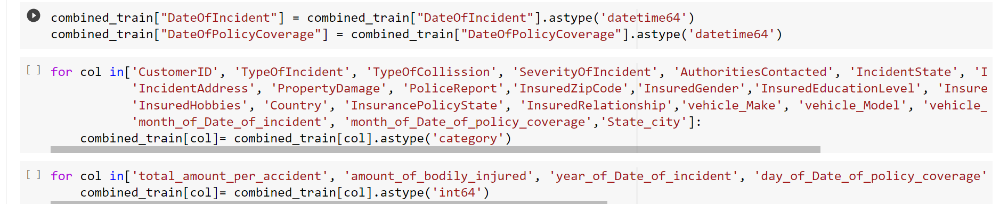 combined_train["DateOfIncident"] = combined_train["DateOfIncident"].astype('datetime64')
combined_train["DateOfPolicyCoverage"] = combined_train["DateOfPolicyCoverage"].astype('datetime64')
[ ] for col in['CustomerID', 'TypeOfIncident', 'TypeOfCollission', 'SeverityOfIncident', 'AuthoritiesContacted', 'IncidentState', 'I
'IncidentAddress', 'PropertyDamage', 'PoliceReport','InsuredZipCode','InsuredGender','InsuredEducationLevel', 'Insure
'InsuredHobbies', 'Country', 'InsurancePolicyState', 'InsuredRelationship','vehicle_Make', 'vehicle_Model', 'vehicle_
'month_of_Date_of_incident', 'month_of_Date_of_policy_coverage','State_city']:
combined_train[col]= combined_train[col].astype('category')
[ ] for col in['total_amount_per_accident', 'amount_of_bodily_injured', 'year_of_Date_of_incident', 'day_of_Date_of_policy_coverage'
combined_train[col]= combined_train[col].astype('int64')